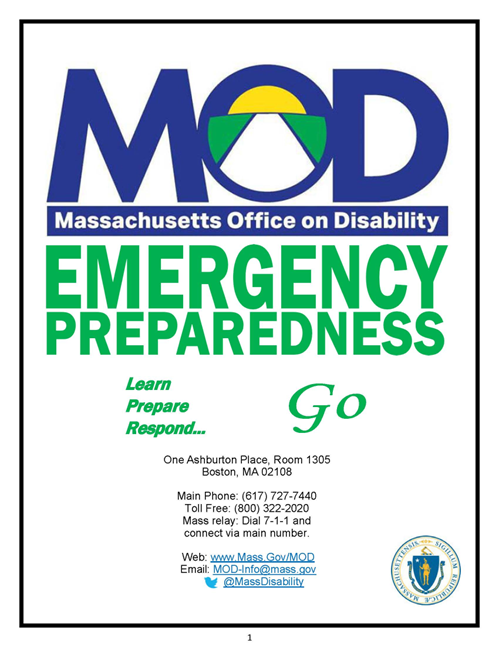 MOD
Massachusetts Office on Disability
EMERGENCY
PREPAREDNESS
Learn
Prepare
Respond...
Go
One Ashburton Place, Room 1305
Boston, MA 02108
Main Phone: (617) 727-7440
Toll Free: (800) 322-2020
Mass relay: Dial 7-1-1 and
connect via main number.
Web: www.Mass.Gov/MOD
Email: MOD-Info@mass.gov
@MassDisability
SIGILLUM REIPUBLICÆ MASSACHUSETTENSIS
1